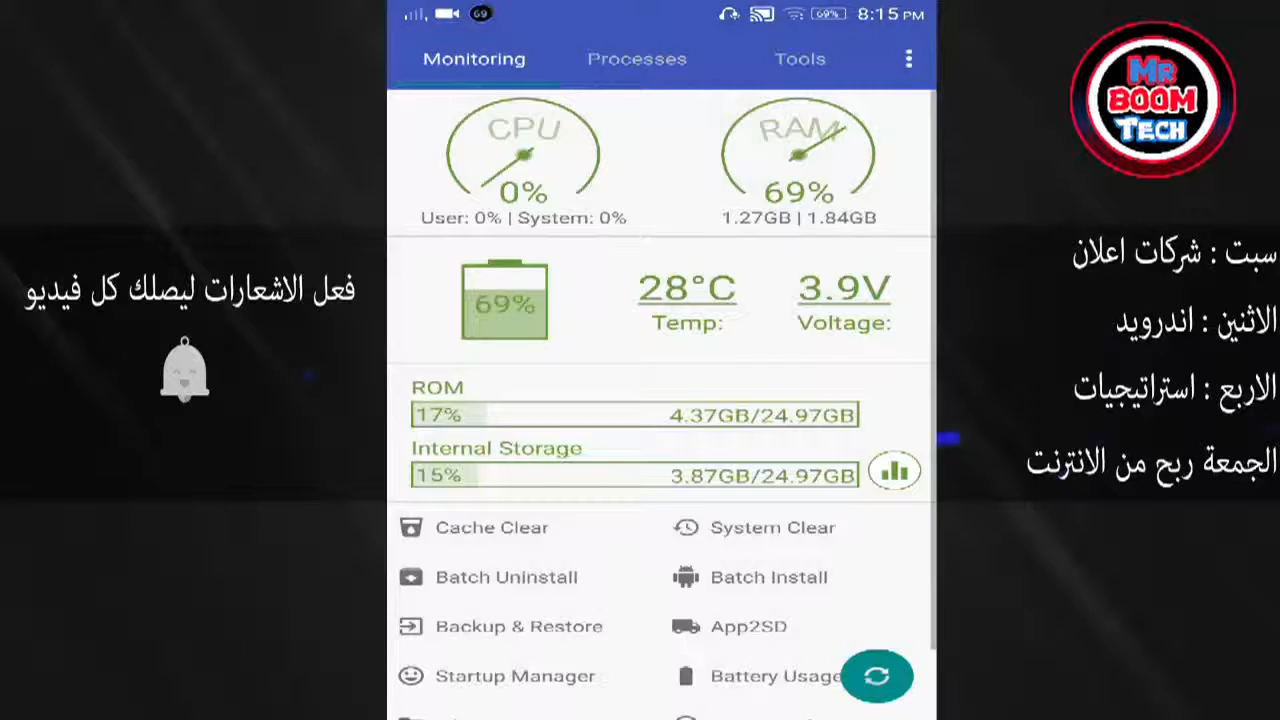 69
69%
8:15 PM
Monitoring
Processes
Tools
CPU
0%
User: 0% | System: 0%
RAM
69%
1.27GB | 1.84GB
69%
28°C
Temp:
3.9V
Voltage:
ROM
17%
4.37GB/24.97GB
Internal Storage
15%
3.87GB/24.97GB
Cache Clear
System Clear
Batch Uninstall
Batch Install
Backup & Restore
App2SD
Startup Manager
Battery Usage
فعل الاشعارات ليصلك كل فيديو
MR
BOOM
TECH
سبت : شركات اعلان
الاثنين : اندرويد
الاربع : استراتيجيات
الجمعة ربح من الانترنت